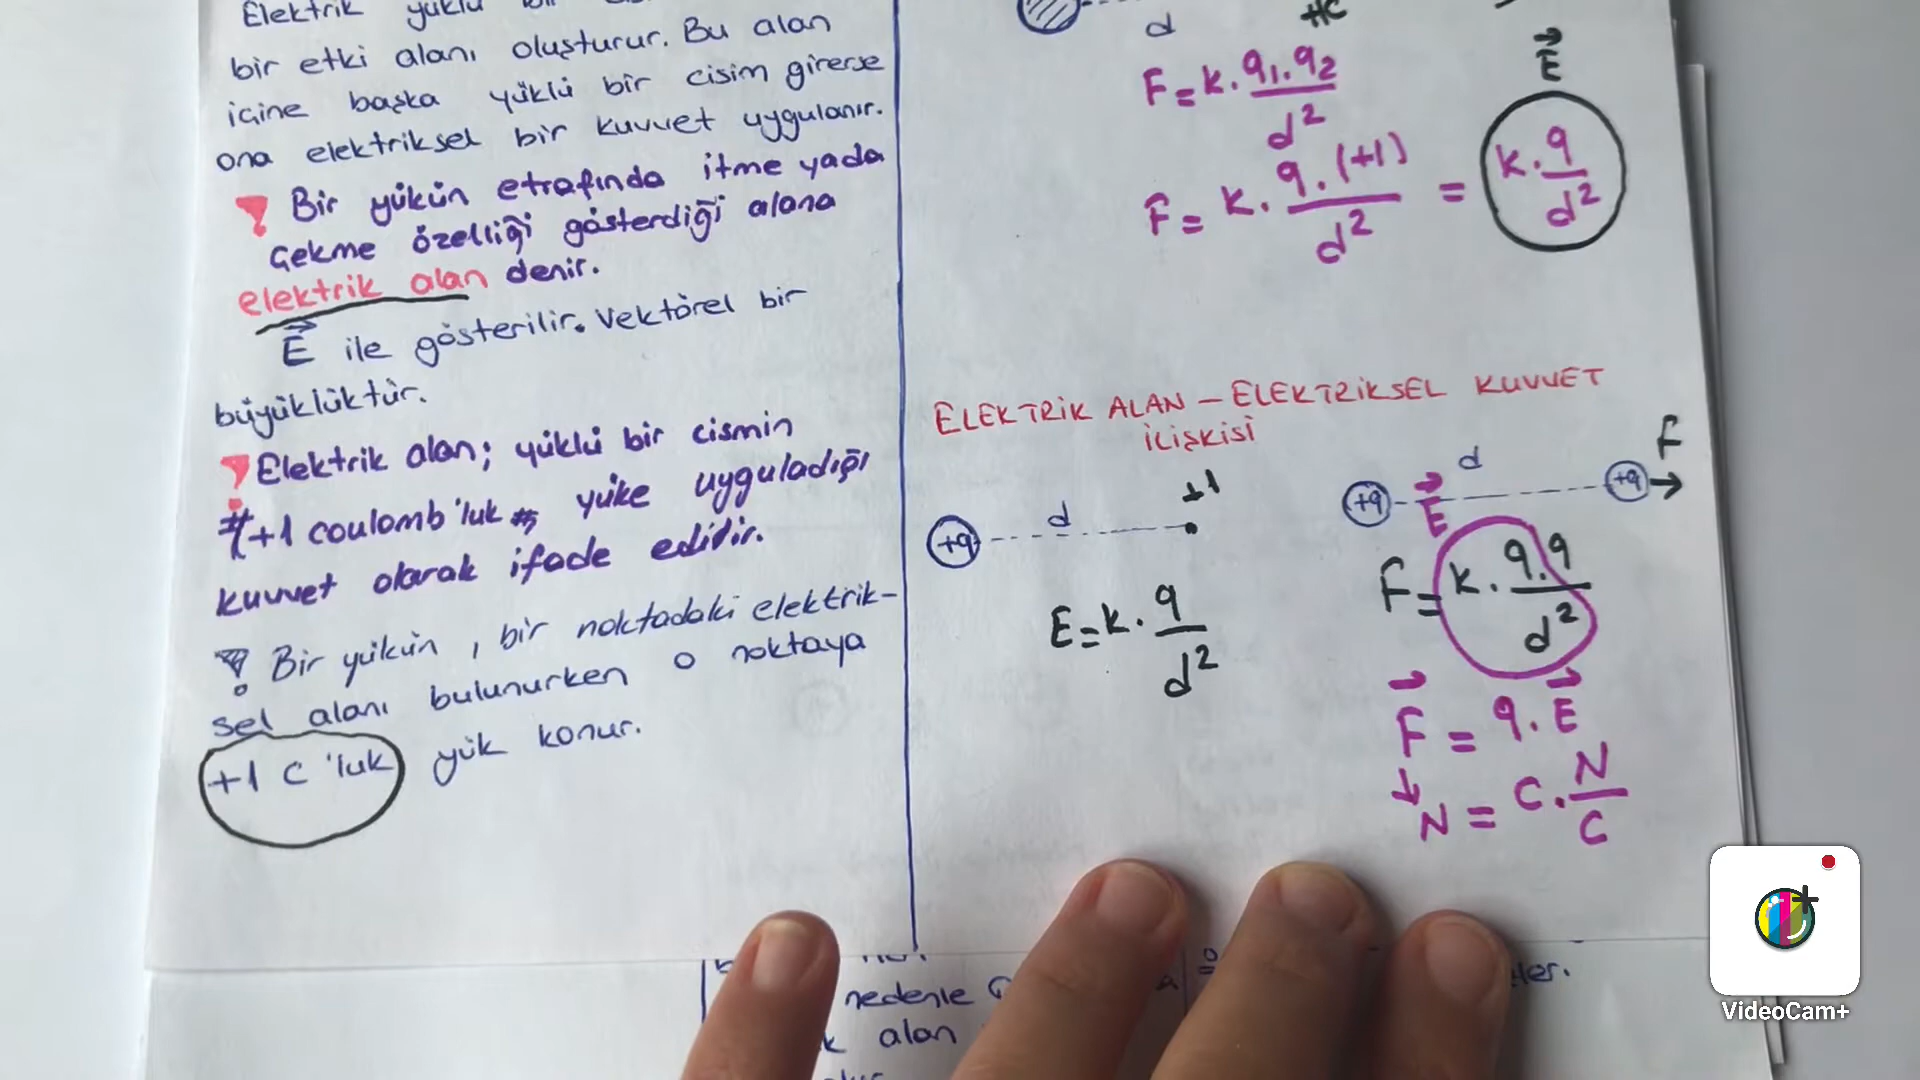 Elektrik yüklü bir
bir etki alanı oluşturur. Bu alan
içine başka yüklü bir cisim girerse
ona elektriksel bir kuvvet uygulanır.
! Bir yükün etrafında itme yada
çekme özelliği gösterdiği alana
elektrik alan denir.
E ile gösterilir. Vektörel bir
büyüklüktür.
! Elektrik alan; yüklü bir cismin
+1 coulomb'luk yüke uyguladığı
kuvvet olarak ifade edilir.
! Bir yükün, bir noktadaki elektrik-
sel alanı bulunurken o noktaya
+1 C'luk yük konur.
d
+1C
F = k. q1.q2 / d²
E
F = k. q.(+1) / d² = k. q / d²
ELEKTRİK ALAN – ELEKTRİKSEL KUVVET
İLİŞKİSİ
+q d +1
E = k. q / d²
+q E d +q F
F = k. q.q / d²
F = q.E
N = C. N / C
nedenle
alan
VideoCam+